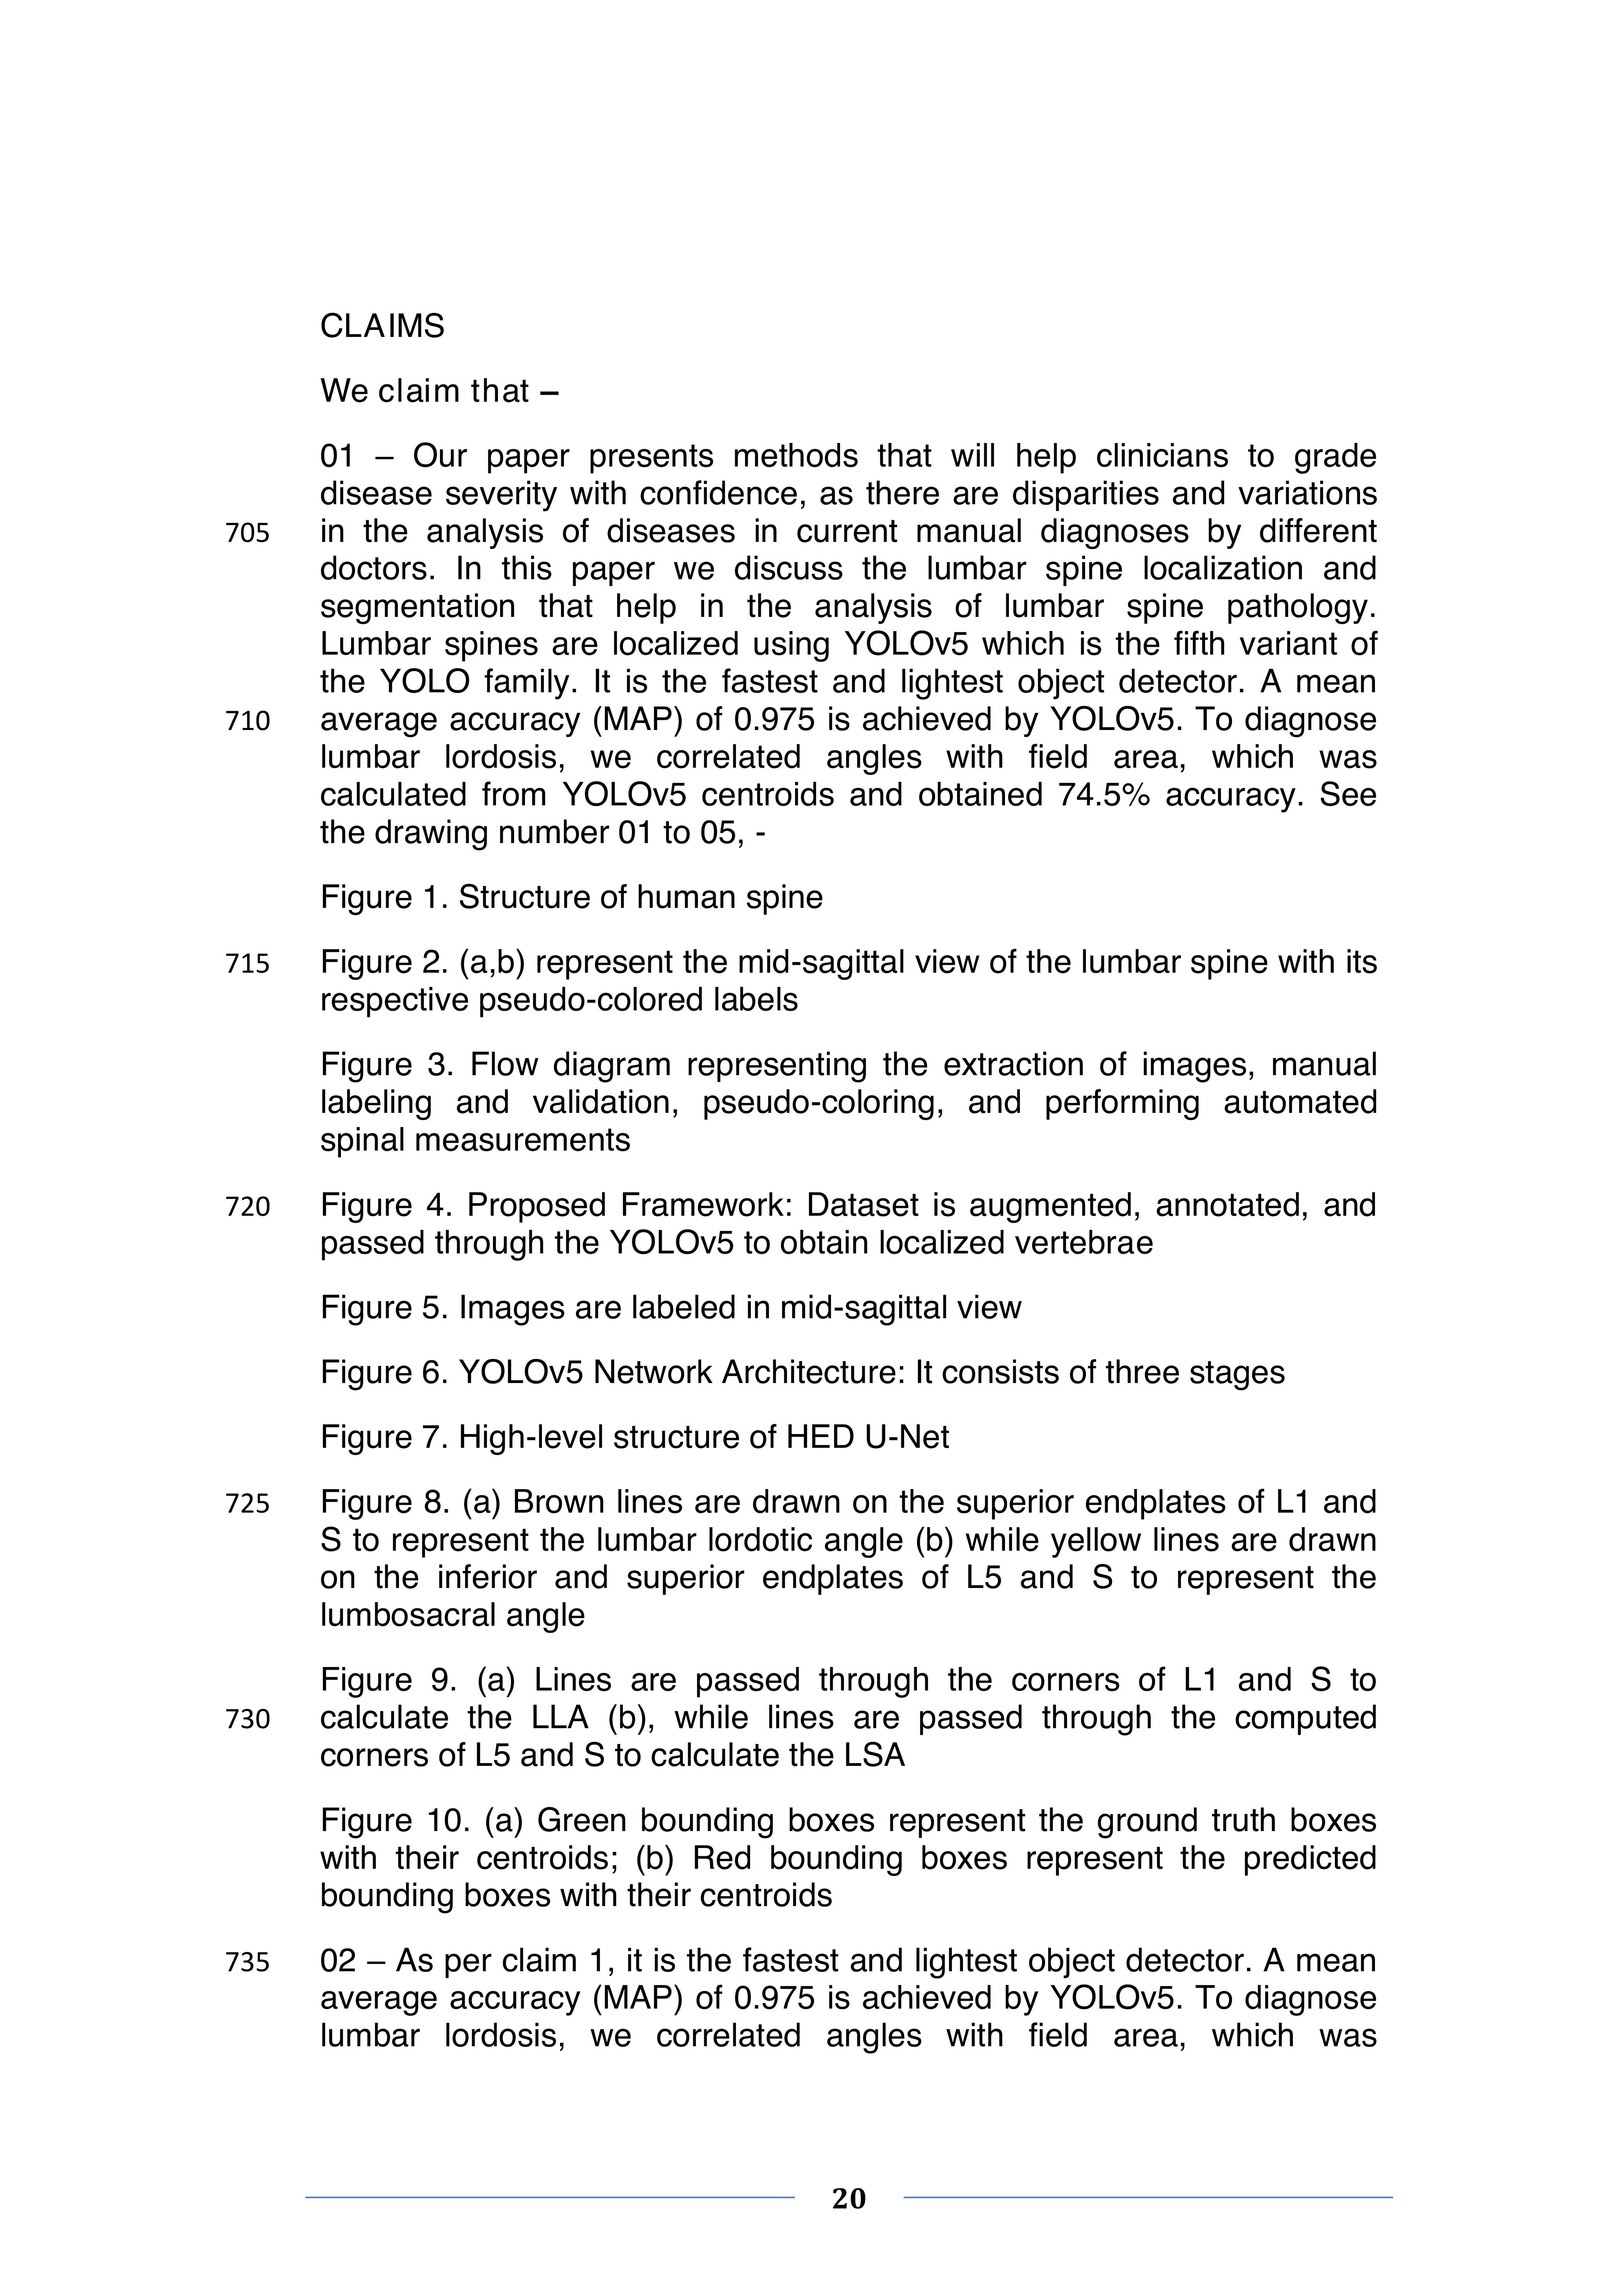 CLAIMS
We claim that –
01 – Our paper presents methods that will help clinicians to grade
disease severity with confidence, as there are disparities and variations
705 in the analysis of diseases in current manual diagnoses by different
doctors. In this paper we discuss the lumbar spine localization and
segmentation that help in the analysis of lumbar spine pathology.
Lumbar spines are localized using YOLOv5 which is the fifth variant of
the YOLO family. It is the fastest and lightest object detector. A mean
710 average accuracy (MAP) of 0.975 is achieved by YOLOv5. To diagnose
lumbar lordosis, we correlated angles with field area, which was
calculated from YOLOv5 centroids and obtained 74.5% accuracy. See
the drawing number 01 to 05, -
Figure 1. Structure of human spine
715 Figure 2. (a,b) represent the mid-sagittal view of the lumbar spine with its
respective pseudo-colored labels
Figure 3. Flow diagram representing the extraction of images, manual
labeling and validation, pseudo-coloring, and performing automated
spinal measurements
720 Figure 4. Proposed Framework: Dataset is augmented, annotated, and
passed through the YOLOv5 to obtain localized vertebrae
Figure 5. Images are labeled in mid-sagittal view
Figure 6. YOLOv5 Network Architecture: It consists of three stages
Figure 7. High-level structure of HED U-Net
725 Figure 8. (a) Brown lines are drawn on the superior endplates of L1 and
S to represent the lumbar lordotic angle (b) while yellow lines are drawn
on the inferior and superior endplates of L5 and S to represent the
lumbosacral angle
Figure 9. (a) Lines are passed through the corners of L1 and S to
730 calculate the LLA (b), while lines are passed through the computed
corners of L5 and S to calculate the LSA
Figure 10. (a) Green bounding boxes represent the ground truth boxes
with their centroids; (b) Red bounding boxes represent the predicted
bounding boxes with their centroids
735 02 – As per claim 1, it is the fastest and lightest object detector. A mean
average accuracy (MAP) of 0.975 is achieved by YOLOv5. To diagnose
lumbar lordosis, we correlated angles with field area, which was
20